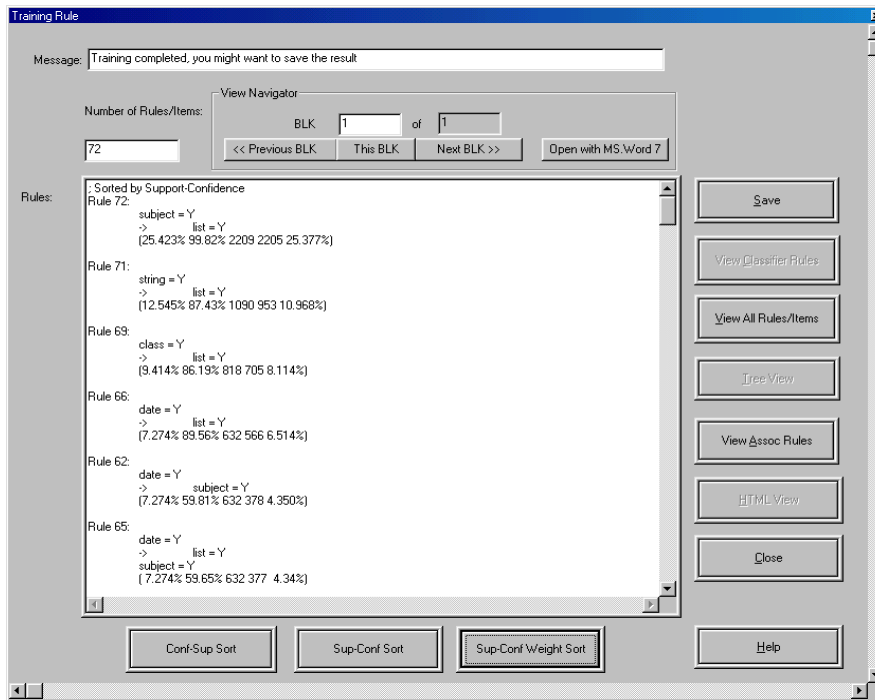 Training Rule
Message: Training completed, you might want to save the result
View Navigator
Number of Rules/Items:
BLK 1 of 1
72
<< Previous BLK This BLK Next BLK >> Open with MS.Word 7
Rules:
; Sorted by Support-Confidence
Rule 72:
subject = Y
-> list = Y
(25.423% 99.82% 2209 2205 25.377%)
Rule 71:
string = Y
-> list = Y
(12.545% 87.43% 1090 953 10.968%)
Rule 69:
class = Y
-> list = Y
(9.414% 86.19% 818 705 8.114%)
Rule 66:
date = Y
-> list = Y
(7.274% 89.56% 632 566 6.514%)
Rule 62:
date = Y
-> subject = Y
(7.274% 59.81% 632 378 4.350%)
Rule 65:
date = Y
-> list = Y
subject = Y
( 7.274% 59.65% 632 377 4.34%)
Save
View Classifier Rules
View All Rules/Items
Tree View
View Assoc Rules
HTML View
Close
Conf-Sup Sort Sup-Conf Sort Sup-Conf Weight Sort Help